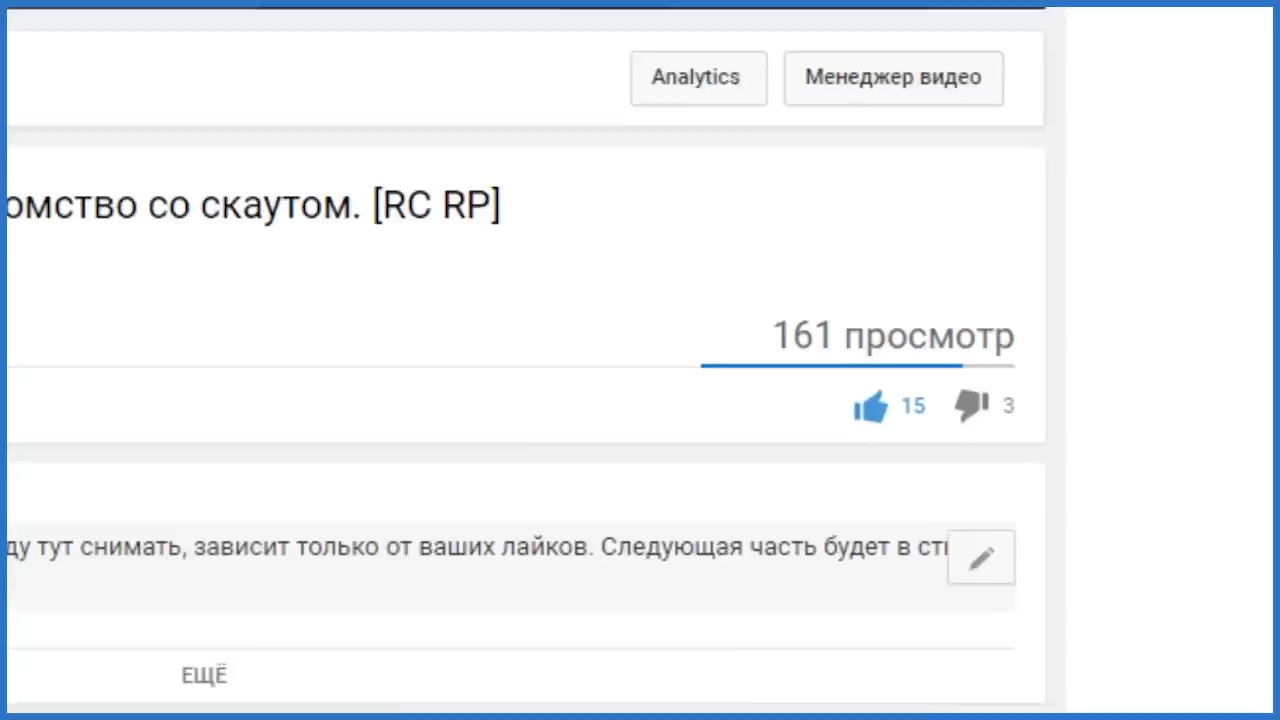 Analytics
Менеджер видео
омство со скаутом. [RC RP]
161 просмотр
15
3
ду тут снимать, зависит только от ваших лайков. Следующая часть будет в сти
ЕЩЁ